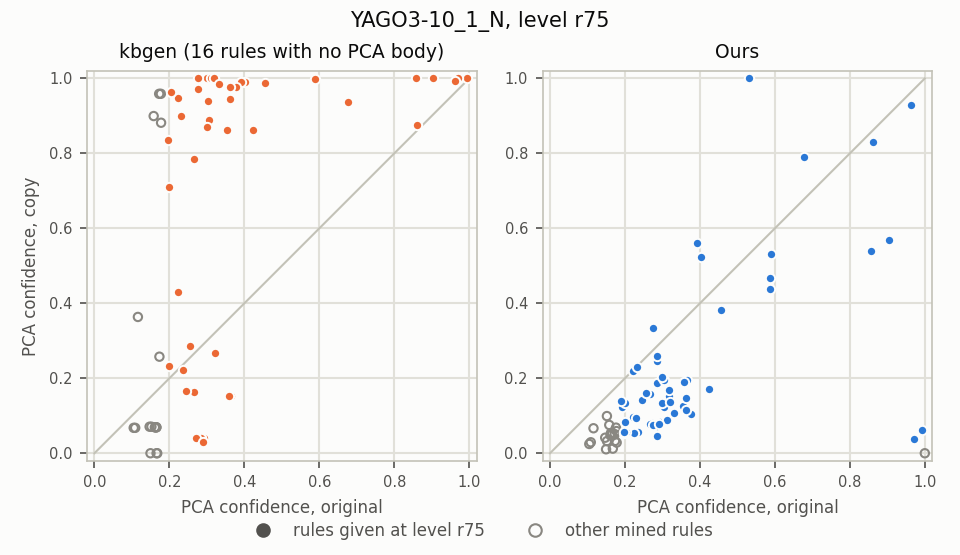 YAGO3-10_1_N, level r75
kbgen (16 rules with no PCA body)
Ours
PCA confidence, copy
1.0
0.8
0.6
0.4
0.2
0.0
0.0 0.2 0.4 0.6 0.8 1.0
PCA confidence, original
1.0
0.8
0.6
0.4
0.2
0.0
0.0 0.2 0.4 0.6 0.8 1.0
PCA confidence, original
rules given at level r75
other mined rules